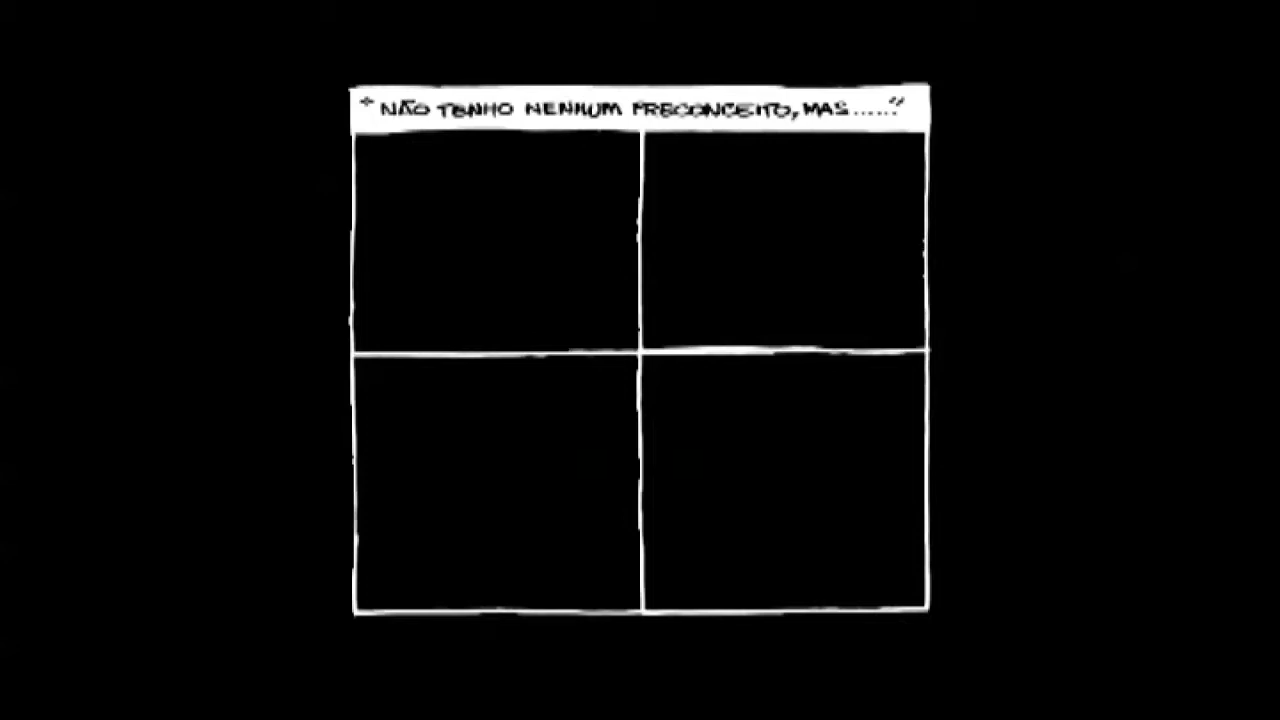 "NÃO TENHO NENHUM PRECONCEITO, MAS......"